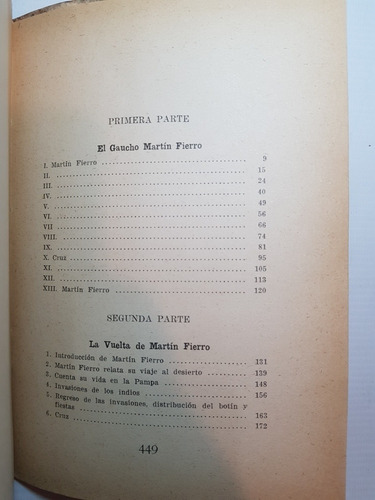 PRIMERA PARTE
El Gaucho Martín Fierro
I. Martín Fierro 9
II. 15
III. 24
IV. 40
V. 49
VI. 56
VII 66
VIII. 74
IX. 81
X. Cruz 95
XI. 105
XII. 113
XIII. Martín Fierro 120
SEGUNDA PARTE
La Vuelta de Martín Fierro
1. Introducción de Martín Fierro 131
2. Martín Fierro relata su viaje al desierto 139
3. Cuenta su vida en la Pampa 148
4. Invasiones de los indios 156
5. Regreso de las invasiones, distribución del botín y
fiestas 163
6. Cruz 172
449